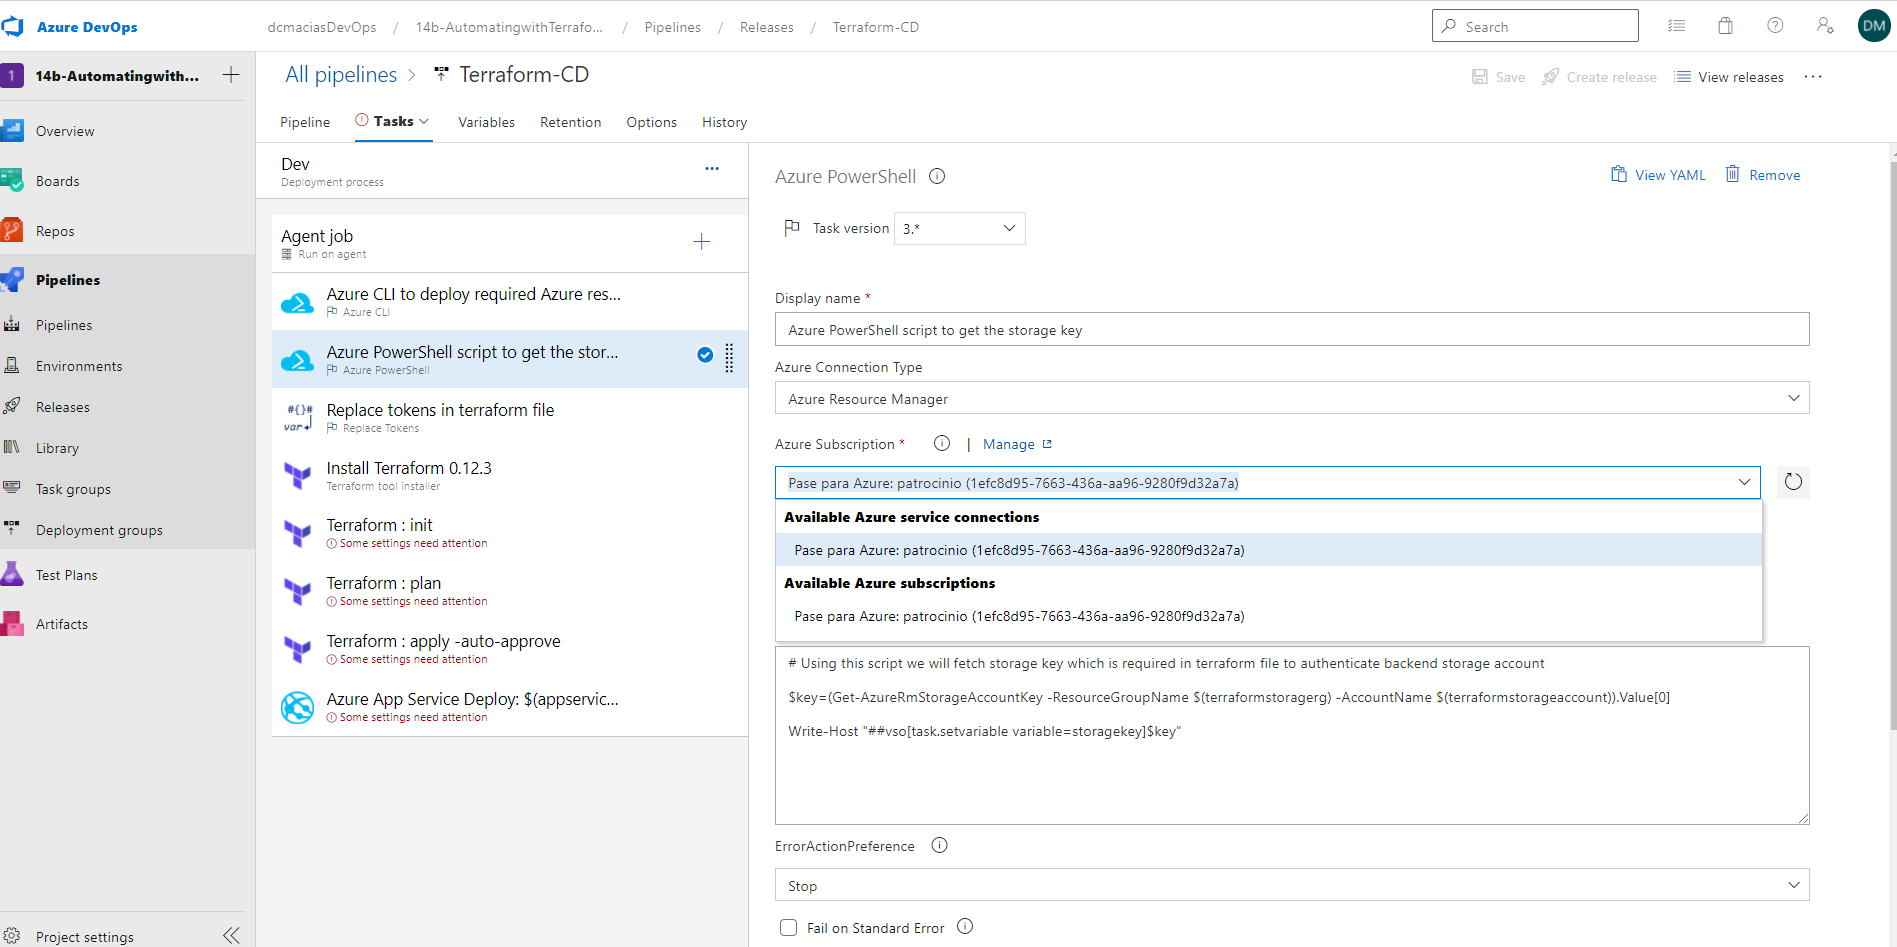 Azure DevOps
dcmaciasDevOps / 14b-AutomatingwithTerrafo... / Pipelines / Releases / Terraform-CD
Search
DM
1 14b-Automatingwith...
Overview
Boards
Repos
Pipelines
Pipelines
Environments
Releases
Library
Task groups
Deployment groups
Test Plans
Artifacts
Project settings
All pipelines > Terraform-CD
Save
Create release
View releases
Pipeline
Tasks
Variables
Retention
Options
History
Dev
Deployment process
Agent job
Run on agent
Azure CLI to deploy required Azure res...
Azure CLI
Azure PowerShell script to get the stor...
Azure PowerShell
#{}#
var
Replace tokens in terraform file
Replace Tokens
Install Terraform 0.12.3
Terraform tool installer
Terraform : init
Some settings need attention
Terraform : plan
Some settings need attention
Terraform : apply -auto-approve
Some settings need attention
Azure App Service Deploy: $(appservic...
Some settings need attention
Azure PowerShell
View YAML
Remove
Task version 3.*
Display name *
Azure PowerShell script to get the storage key
Azure Connection Type
Azure Resource Manager
Azure Subscription * | Manage
Pase para Azure: patrocinio (1efc8d95-7663-436a-aa96-9280f9d32a7a)
Available Azure service connections
Pase para Azure: patrocinio (1efc8d95-7663-436a-aa96-9280f9d32a7a)
Available Azure subscriptions
Pase para Azure: patrocinio (1efc8d95-7663-436a-aa96-9280f9d32a7a)
# Using this script we will fetch storage key which is required in terraform file to authenticate backend storage account
$key=(Get-AzureRmStorageAccountKey -ResourceGroupName $(terraformstoragerg) -AccountName $(terraformstorageaccount)).Value[0]
Write-Host "##vso[task.setvariable variable=storagekey]$key"
ErrorActionPreference
Stop
Fail on Standard Error